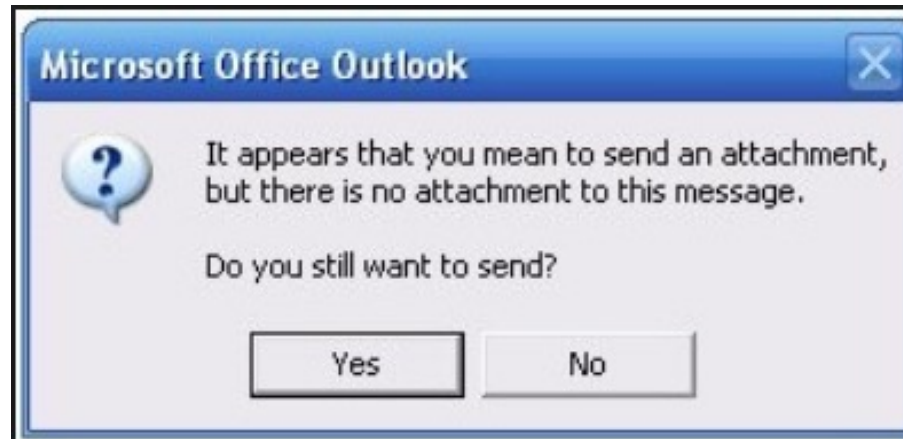 Microsoft Office Outlook
It appears that you mean to send an attachment,
but there is no attachment to this message.
Do you still want to send?
Yes
No